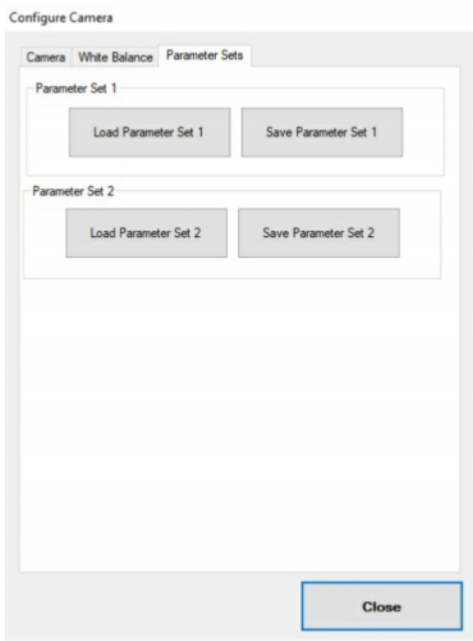 Configure Camera
Camera White Balance Parameter Sets
Parameter Set 1
Load Parameter Set 1 Save Parameter Set 1
Parameter Set 2
Load Parameter Set 2 Save Parameter Set 2
Close